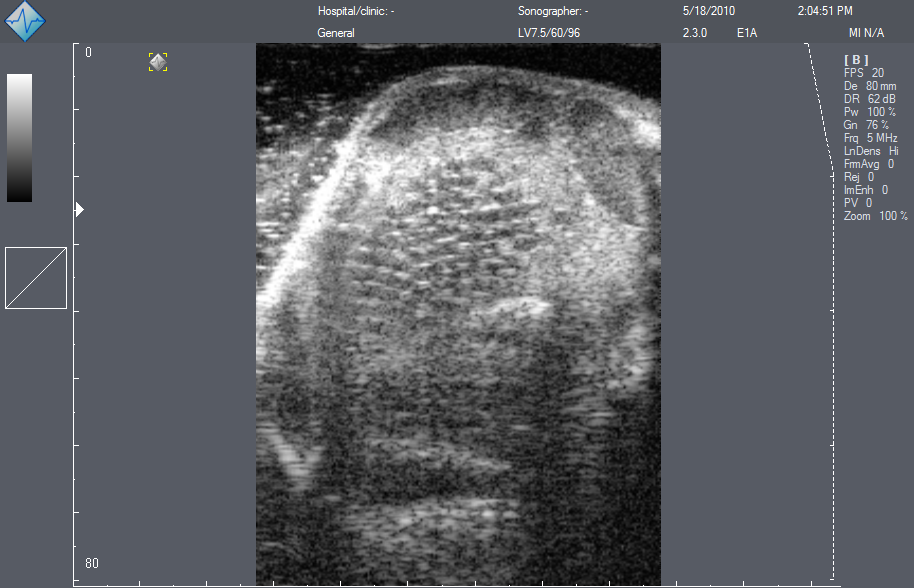 Hospital/clinic: - Sonographer: - 5/18/2010 2:04:51 PM
General LV7.5/60/96 2.3.0 E1A MI N/A
0
[ B ]
FPS 20
De 80 mm
DR 62 dB
Pw 100 %
Gn 76 %
Frq 5 MHz
LnDens Hi
FrmAvg 0
Rej 0
ImEnh 0
PV 0
Zoom 100 %
80